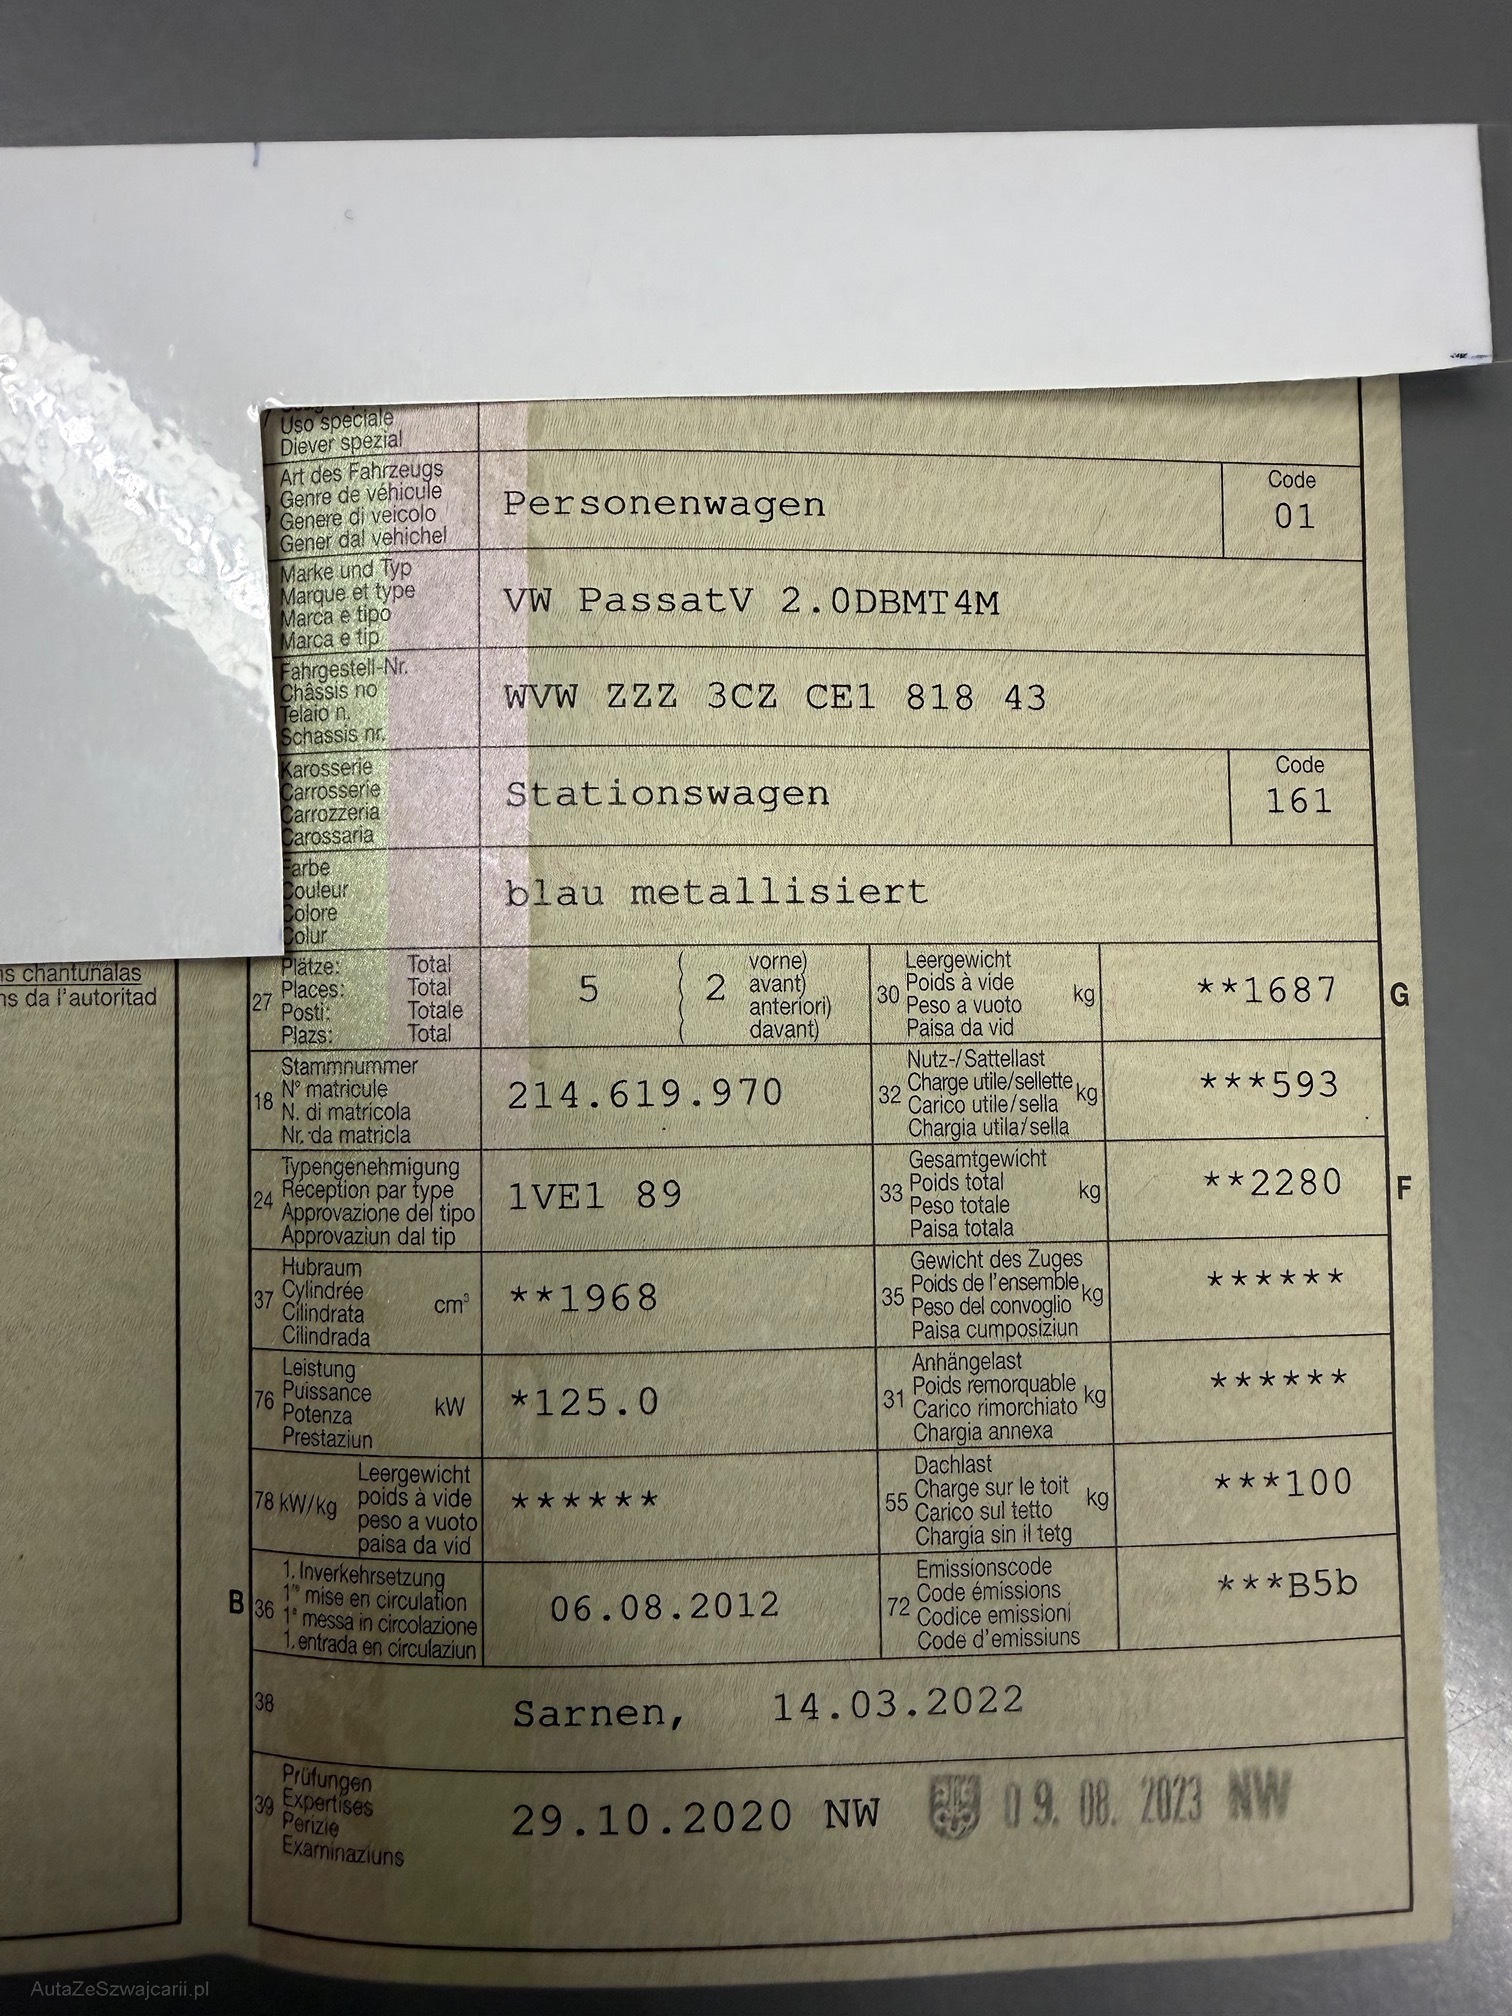 Uso speciale
Diever spezial
Art des Fahrzeugs
Genre de véhicule
Genere di veicolo
Gener dal vehichel
Personenwagen
Code
01
Marke und Typ
Marque et type
Marca e tipo
Marca e tip
VW PassatV 2.0DBMT4M
Fahrgestell-Nr.
Châssis no
Telaio n.
Schassis nr.
WVW ZZZ 3CZ CE1 818 43
Karosserie
Carrosserie
Carrozzeria
Carossaria
Stationswagen
Code
161
Farbe
Couleur
Colore
Colur
blau metallisiert
chantunalas
da l'autoritad
27
Plätze: Total
Places: Total
Posti: Totale
Plazs: Total
5 ( 2
vorne)
avant)
anteriori)
davant)
30
Leergewicht
Poids à vide
Peso a vuoto
Paisa da vid
kg
**1687
G
18
Stammnummer
N° matricule
N. di matricola
Nr. da matricla
214.619.970
32
Nutz-/Sattellast
Charge utile/sellette
Carico utile/sella
Chargia utila/sella
kg
***593
24
Typengenehmigung
Réception par type
Approvazione del tipo
Approvaziun dal tip
1VE1 89
33
Gesamtgewicht
Poids total
Peso totale
Paisa totala
kg
**2280
F
37
Hubraum
Cylindrée
Cilindrata
Cilindrada
cm³
**1968
35
Gewicht des Zuges
Poids de l'ensemble
Peso del convoglio
Paisa cumposiziun
kg
******
76
Leistung
Puissance
Potenza
Prestaziun
kW
*125.0
31
Anhängelast
Poids remorquable
Carico rimorchiato
Chargia annexa
kg
******
78 kW/kg
Leergewicht
poids à vide
peso a vuoto
paisa da vid
******
55
Dachlast
Charge sur le toit
Carico sul tetto
Chargia sin il tetg
kg
***100
B
36
1. Inverkehrsetzung
1re mise en circulation
1a messa in circolazione
1. entrada en circulaziun
06.08.2012
72
Emissionscode
Code émissions
Codice emissioni
Code d'emissiuns
***B5b
38
Sarnen, 14.03.2022
39
Prüfungen
Expertises
Perizie
Examinaziuns
29.10.2020 NW
09. 08. 2023 NW
AutaZeSzwajcarii.pl